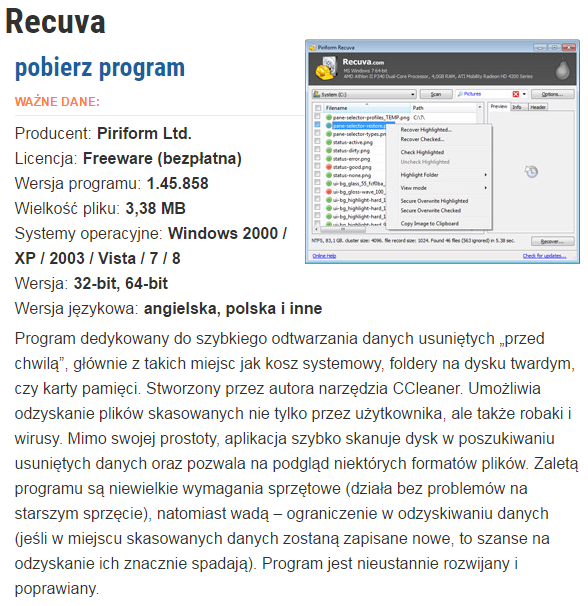 Recuva
pobierz program
WAŻNE DANE:
Producent: Piriform Ltd.
Licencja: Freeware (bezpłatna)
Wersja programu: 1.45.858
Wielkość pliku: 3,38 MB
Systemy operacyjne: Windows 2000 /
XP / 2003 / Vista / 7 / 8
Wersja: 32-bit, 64-bit
Wersja językowa: angielska, polska i inne
Piriform Recuva
Recuva.com
MS Windows 7 64-bit
AMD Athlon II P340 Dual-Core Processor, 4,0GB RAM, ATI Mobility Radeon HD 4200 Series
System (C:)
Scan
Pictures
Options...
Filename
Path
Preview
Info
Header
pane-selector-profiles_TEMP.png
C:\?\
pane-selector-restore.p
pane-selector-types.pn
status-active.png
status-dirty.png
status-error.png
status-good.png
status-none.png
ui-bg_glass_55_fcf0ba_
ui-bg_gloss-wave_100_
ui-bg_highlight-hard_1
ui-bg_highlight-hard_1
ui-bg_highlight-hard_1
Recover Highlighted...
Recover Checked...
Check Highlighted
Uncheck Highlighted
Highlight Folder
View mode
Secure Overwrite Highlighted
Secure Overwrite Checked
Copy Image to Clipboard
NTFS, 83,1 GB. cluster size: 4096. file record size: 1024. Found 46 files (563 ignored) in 5.38 sec.
Recover...
Online Help
Check for updates...
Program dedykowany do szybkiego odtwarzania danych usuniętych „przed
chwilą”, głównie z takich miejsc jak kosz systemowy, foldery na dysku twardym,
czy karty pamięci. Stworzony przez autora narzędzia CCleaner. Umożliwia
odzyskanie plików skasowanych nie tylko przez użytkownika, ale także robaki i
wirusy. Mimo swojej prostoty, aplikacja szybko skanuje dysk w poszukiwaniu
usuniętych danych oraz pozwala na podgląd niektórych formatów plików. Zaletą
programu są niewielkie wymagania sprzętowe (działa bez problemów na
starszym sprzęcie), natomiast wadą – ograniczenie w odzyskiwaniu danych
(jeśli w miejscu skasowanych danych zostaną zapisane nowe, to szanse na
odzyskanie ich znacznie spadają). Program jest nieustannie rozwijany i
poprawiany.